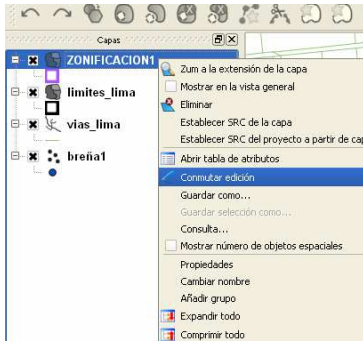 Capas
ZONIFICACION1
limites_lima
vias_lima
breña1
Zum a la extensión de la capa
Mostrar en la vista general
Eliminar
Establecer SRC de la capa
Establecer SRC del proyecto a partir de cap
Abrir tabla de atributos
Conmutar edición
Guardar como...
Guardar selección como...
Consulta...
Mostrar número de objetos espaciales
Propiedades
Cambiar nombre
Añadir grupo
Expandir todo
Comprimir todo